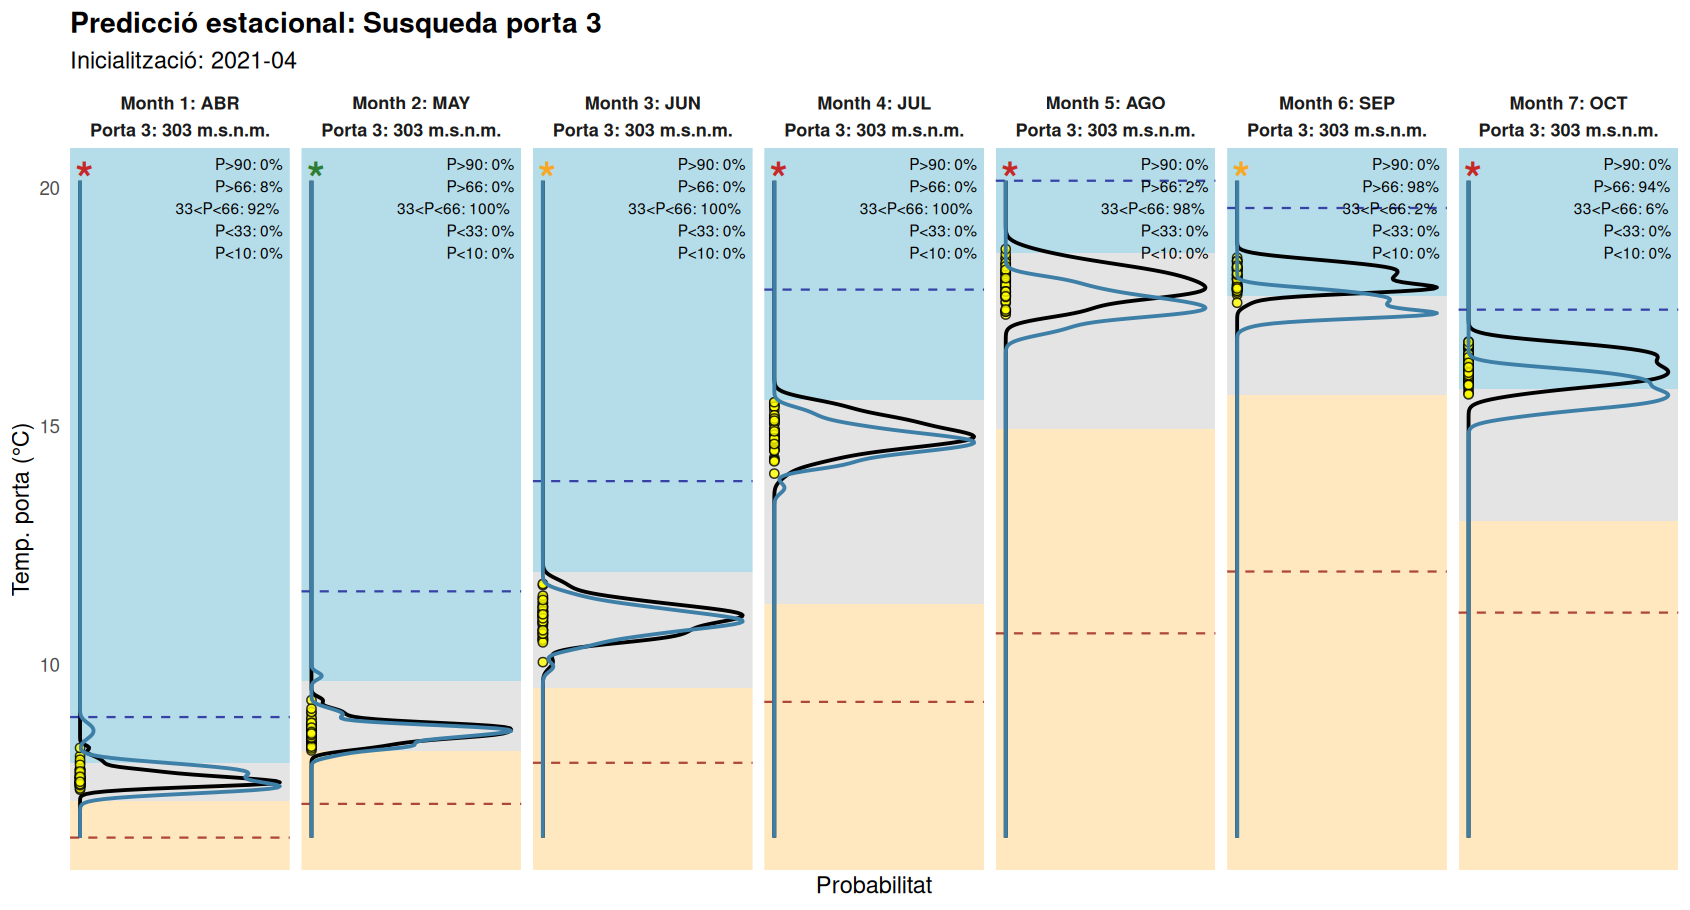 Predicció estacional: Susqueda porta 3
Inicialització: 2021-04
Month 1: ABR
Porta 3: 303 m.s.n.m.
Month 2: MAY
Porta 3: 303 m.s.n.m.
Month 3: JUN
Porta 3: 303 m.s.n.m.
Month 4: JUL
Porta 3: 303 m.s.n.m.
Month 5: AGO
Porta 3: 303 m.s.n.m.
Month 6: SEP
Porta 3: 303 m.s.n.m.
Month 7: OCT
Porta 3: 303 m.s.n.m.
P>90: 0%
P>66: 8%
33<P<66: 92%
P<33: 0%
P<10: 0%
P>90: 0%
P>66: 0%
33<P<66: 100%
P<33: 0%
P<10: 0%
P>90: 0%
P>66: 0%
33<P<66: 100%
P<33: 0%
P<10: 0%
P>90: 0%
P>66: 0%
33<P<66: 100%
P<33: 0%
P<10: 0%
P>90: 0%
P>66: 2%
33<P<66: 98%
P<33: 0%
P<10: 0%
P>90: 0%
P>66: 98%
33<P<66: 2%
P<33: 0%
P<10: 0%
P>90: 0%
P>66: 94%
33<P<66: 6%
P<33: 0%
P<10: 0%
20
15
10
Temp. porta (°C)
Probabilitat